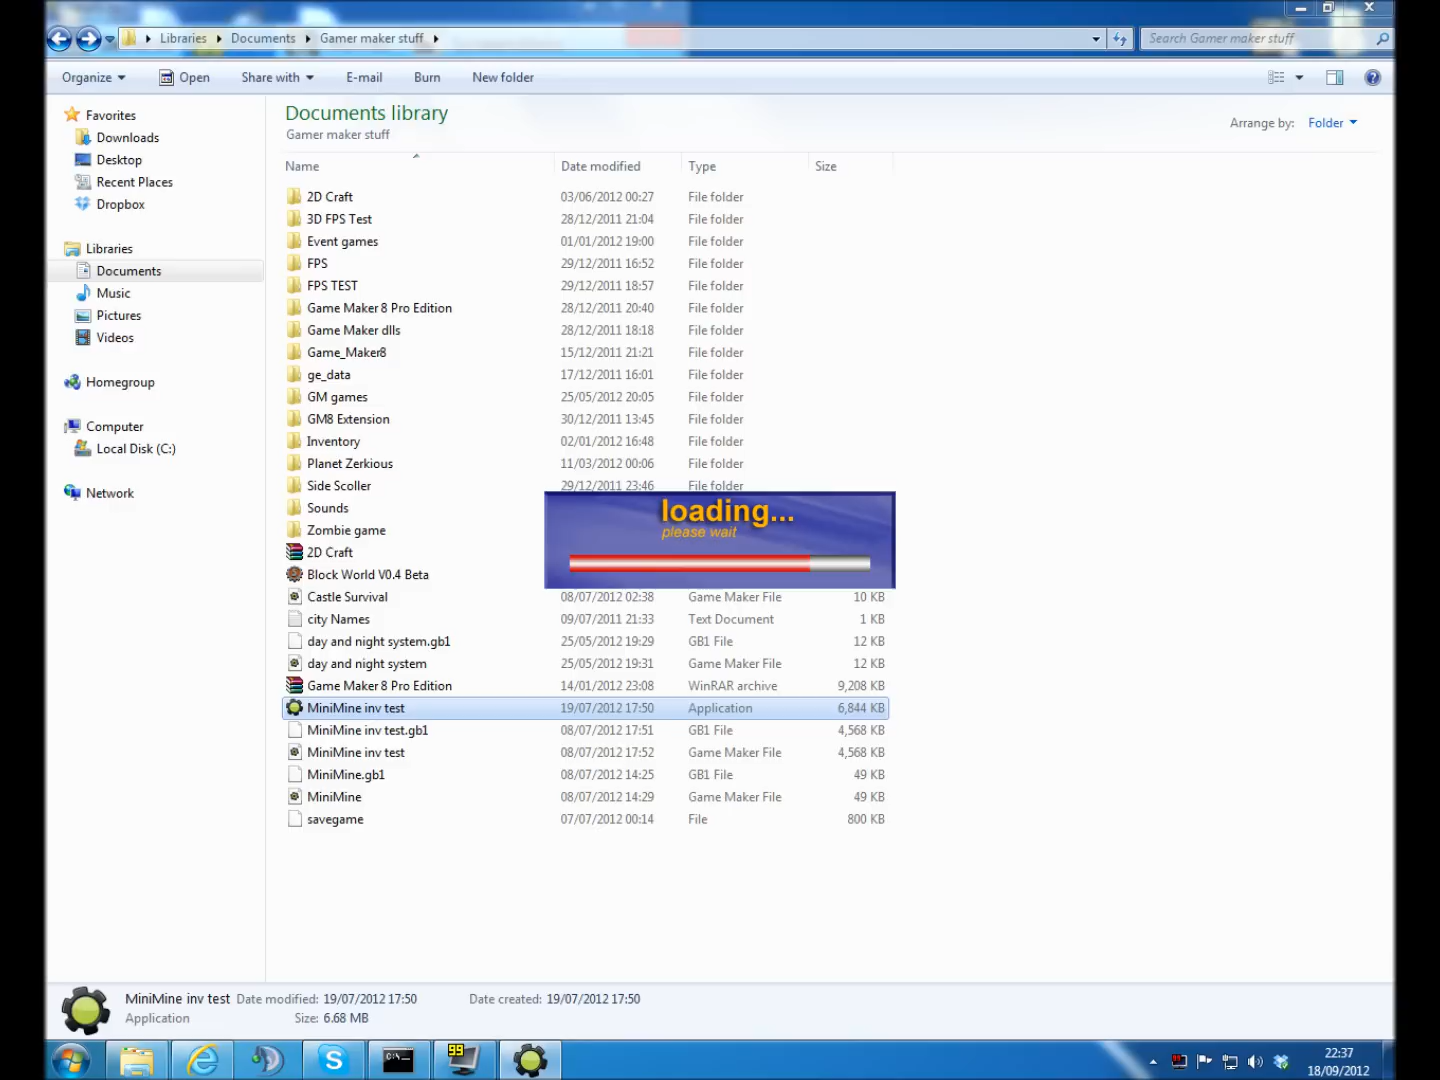 Libraries Documents Gamer maker stuff Search Gamer maker stuff
Organize Open Share with E-mail Burn New folder
Favorites
Downloads
Desktop
Recent Places
Dropbox
Libraries
Documents
Music
Pictures
Videos
Homegroup
Computer
Local Disk (C:)
Network
Documents library
Gamer maker stuff
Arrange by: Folder
Name Date modified Type Size
2D Craft 03/06/2012 00:27 File folder
3D FPS Test 28/12/2011 21:04 File folder
Event games 01/01/2012 19:00 File folder
FPS 29/12/2011 16:52 File folder
FPS TEST 29/12/2011 18:57 File folder
Game Maker 8 Pro Edition 28/12/2011 20:40 File folder
Game Maker dlls 28/12/2011 18:18 File folder
Game_Maker8 15/12/2011 21:21 File folder
ge_data 17/12/2011 16:01 File folder
GM games 25/05/2012 20:05 File folder
GM8 Extension 30/12/2011 13:45 File folder
Inventory 02/01/2012 16:48 File folder
Planet Zerkious 11/03/2012 00:06 File folder
Side Scoller 29/12/2011 23:46 File folder
Sounds
Zombie game
2D Craft
Block World V0.4 Beta
Castle Survival 08/07/2012 02:38 Game Maker File 10 KB
city Names 09/07/2011 21:33 Text Document 1 KB
day and night system.gb1 25/05/2012 19:29 GB1 File 12 KB
day and night system 25/05/2012 19:31 Game Maker File 12 KB
Game Maker 8 Pro Edition 14/01/2012 23:08 WinRAR archive 9,208 KB
MiniMine inv test 19/07/2012 17:50 Application 6,844 KB
MiniMine inv test.gb1 08/07/2012 17:51 GB1 File 4,568 KB
MiniMine inv test 08/07/2012 17:52 Game Maker File 4,568 KB
MiniMine.gb1 08/07/2012 14:25 GB1 File 49 KB
MiniMine 08/07/2012 14:29 Game Maker File 49 KB
savegame 07/07/2012 00:14 File 800 KB
loading...
please wait
MiniMine inv test Date modified: 19/07/2012 17:50 Date created: 19/07/2012 17:50
Application Size: 6.68 MB
99
22:37
18/09/2012